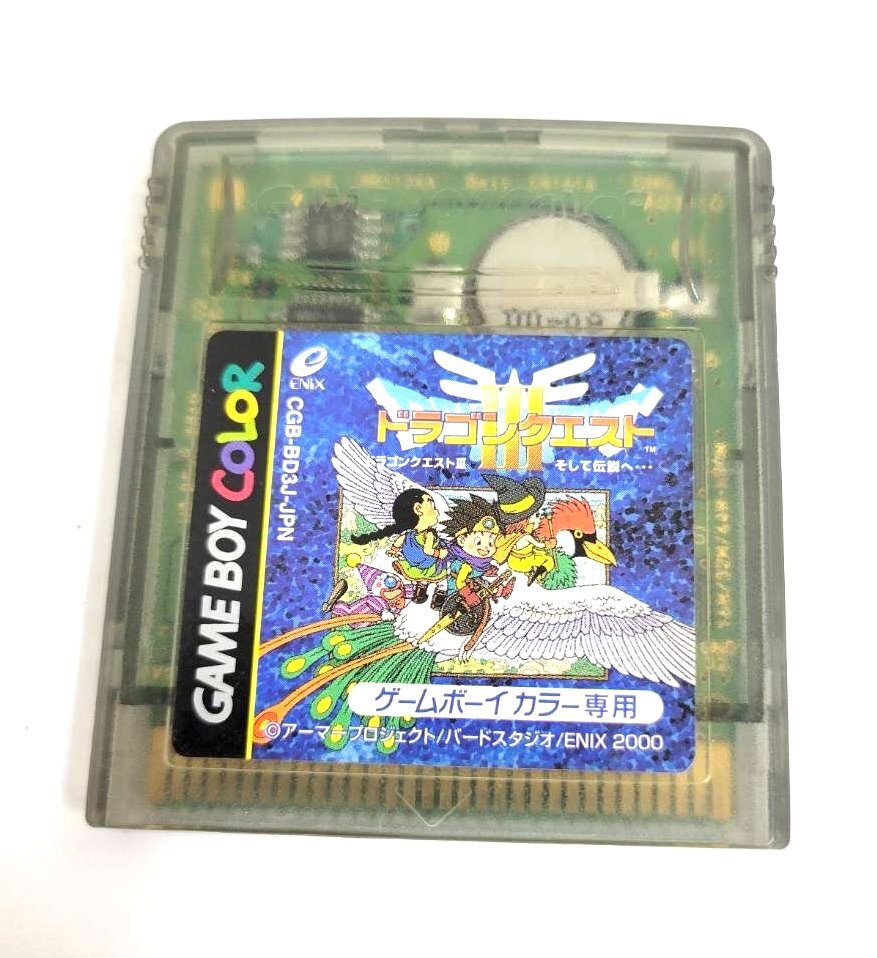 ENIX
CGB-BD3J-JPN
GAME BOY COLOR
III
ドラゴンクエスト
TM
ドラゴンクエストIII そして伝説へ…
ゲームボーイ カラー専用
©アーマープロジェクト/バードスタジオ/ENIX 2000